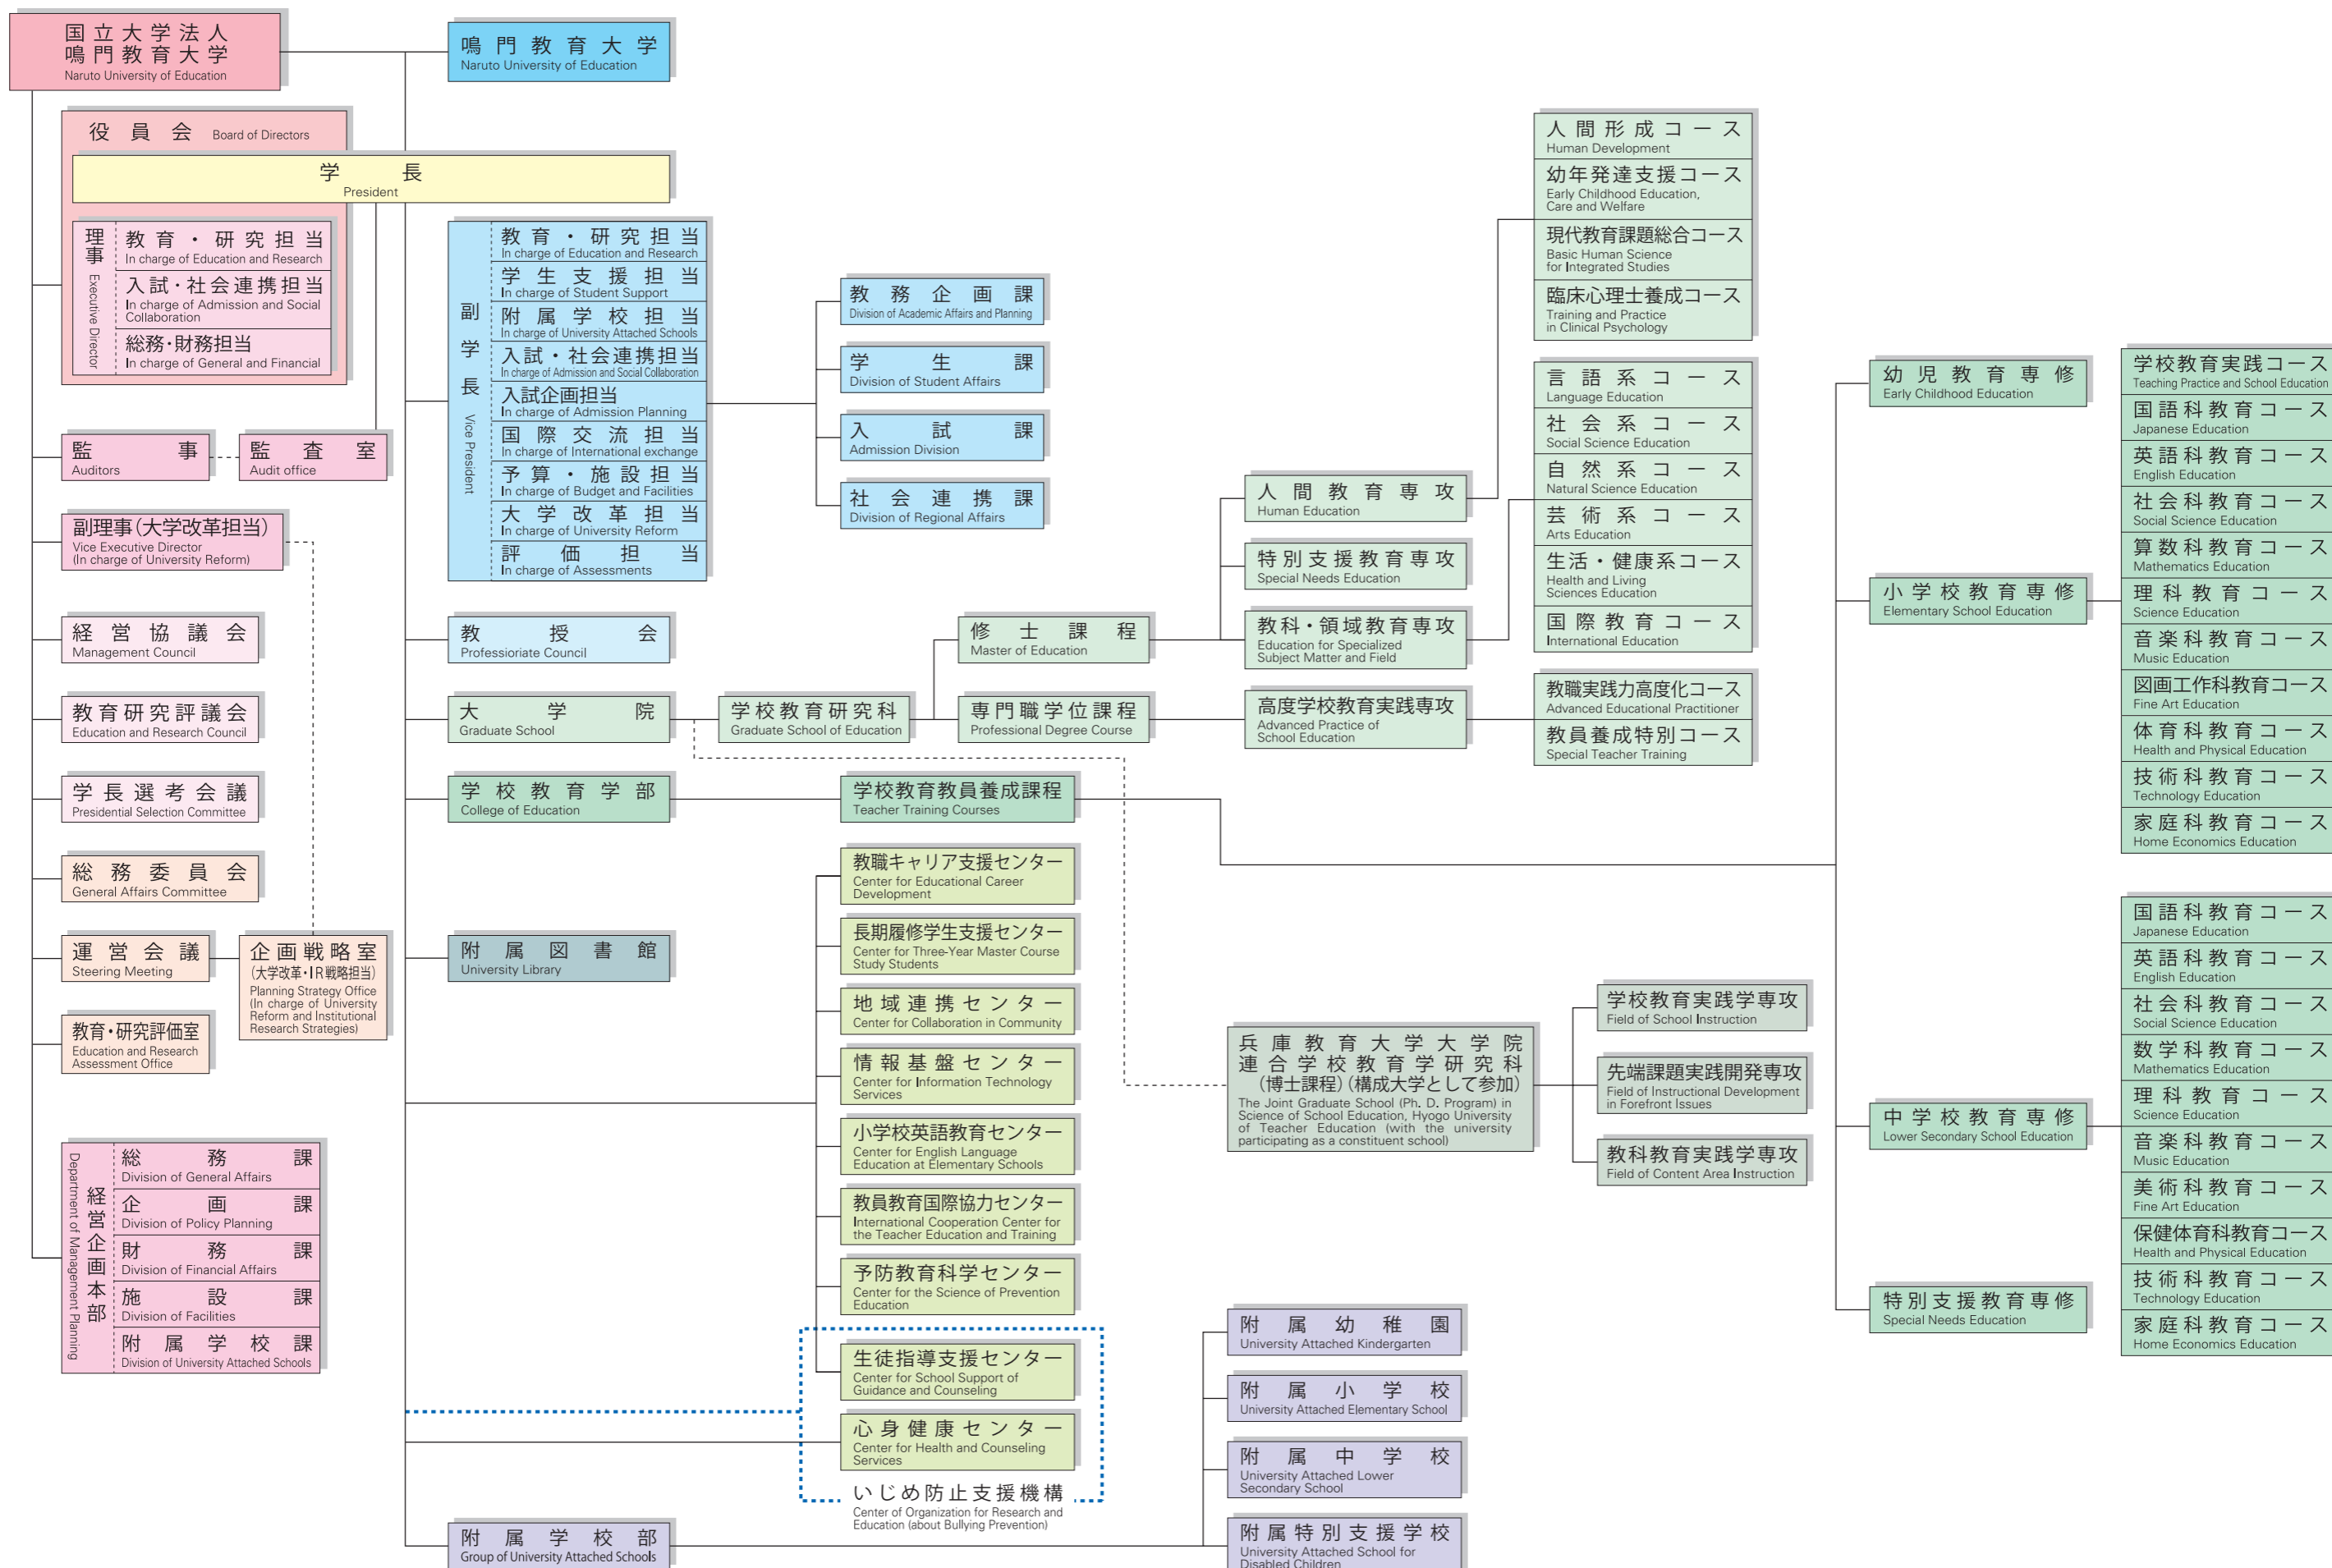 国立大学法人
鳴門教育大学
Naruto University of Education
鳴門教育大学
Naruto University of Education
役員会 Board of Directors
学長
President
理事 Executive Director
教育・研究担当
In charge of Education and Research
入試・社会連携担当
In charge of Admission and Social
Collaboration
総務・財務担当
In charge of General and Financial
監事
Auditors
監査室
Audit office
副理事(大学改革担当)
Vice Executive Director
(In charge of University Reform)
経営協議会
Management Council
教育研究評議会
Education and Research Council
学長選考会議
Presidential Selection Committee
総務委員会
General Affairs Committee
運営会議
Steering Meeting
企画戦略室
(大学改革・IR戦略担当)
Planning Strategy Office
(In charge of University
Reform and Institutional
Research Strategies)
教育・研究評価室
Education and Research
Assessment Office
経営企画本部
Department of Management Planning
総務課
Division of General Affairs
企画課
Division of Policy Planning
財務課
Division of Financial Affairs
施設課
Division of Facilities
附属学校課
Division of University Attached Schools
副学長 Vice President
教育・研究担当
In charge of Education and Research
学生支援担当
In charge of Student Support
附属学校担当
In charge of University Attached Schools
入試・社会連携担当
In charge of Admission and Social Collaboration
入試企画担当
In charge of Admission Planning
国際交流担当
In charge of International exchange
予算・施設担当
In charge of Budget and Facilities
大学改革担当
In charge of University Reform
評価担当
In charge of Assessments
教務企画課
Division of Academic Affairs and Planning
学生課
Division of Student Affairs
入試課
Admission Division
社会連携課
Division of Regional Affairs
教授会
Professioriate Council
大学院
Graduate School
学校教育研究科
Graduate School of Education
修士課程
Master of Education
専門職学位課程
Professional Degree Course
人間教育専攻
Human Education
特別支援教育専攻
Special Needs Education
教科・領域教育専攻
Education for Specialized
Subject Matter and Field
高度学校教育実践専攻
Advanced Practice of
School Education
人間形成コース
Human Development
幼年発達支援コース
Early Childhood Education,
Care and Welfare
現代教育課題総合コース
Basic Human Science
for Integrated Studies
臨床心理士養成コース
Training and Practice
in Clinical Psychology
言語系コース
Language Education
社会系コース
Social Science Education
自然系コース
Natural Science Education
芸術系コース
Arts Education
生活・健康系コース
Health and Living
Sciences Education
国際教育コース
International Education
教職実践力高度化コース
Advanced Educational Practitioner
教員養成特別コース
Special Teacher Training
学校教育学部
College of Education
学校教育教員養成課程
Teacher Training Courses
附属図書館
University Library
教職キャリア支援センター
Center for Educational Career
Development
長期履修学生支援センター
Center for Three-Year Master Course
Study Students
地域連携センター
Center for Collaboration in Community
情報基盤センター
Center for Information Technology
Services
小学校英語教育センター
Center for English Language
Education at Elementary Schools
教員教育国際協力センター
International Cooperation Center for
the Teacher Education and Training
予防教育科学センター
Center for the Science of Prevention
Education
生徒指導支援センター
Center for School Support of
Guidance and Counseling
心身健康センター
Center for Health and Counseling
Services
いじめ防止支援機構
Center of Organization for Research and
Education (about Bullying Prevention)
附属学校部
Group of University Attached Schools
兵庫教育大学大学院
連合学校教育学研究科
(博士課程)(構成大学として参加)
The Joint Graduate School (Ph. D. Program) in
Science of School Education, Hyogo University
of Teacher Education (with the university
participating as a constituent school)
学校教育実践学専攻
Field of School Instruction
先端課題実践開発専攻
Field of Instructional Development
in Forefront Issues
教科教育実践学専攻
Field of Content Area Instruction
附属幼稚園
University Attached Kindergarten
附属小学校
University Attached Elementary School
附属中学校
University Attached Lower
Secondary School
附属特別支援学校
University Attached School for
Disabled Children
幼児教育専修
Early Childhood Education
小学校教育専修
Elementary School Education
中学校教育専修
Lower Secondary School Education
特別支援教育専修
Special Needs Education
学校教育実践コース
Teaching Practice and School Education
国語科教育コース
Japanese Education
英語科教育コース
English Education
社会科教育コース
Social Science Education
算数科教育コース
Mathematics Education
理科教育コース
Science Education
音楽科教育コース
Music Education
図画工作科教育コース
Fine Art Education
体育科教育コース
Health and Physical Education
技術科教育コース
Technology Education
家庭科教育コース
Home Economics Education
国語科教育コース
Japanese Education
英語科教育コース
English Education
社会科教育コース
Social Science Education
数学科教育コース
Mathematics Education
理科教育コース
Science Education
音楽科教育コース
Music Education
美術科教育コース
Fine Art Education
保健体育科教育コース
Health and Physical Education
技術科教育コース
Technology Education
家庭科教育コース
Home Economics Education